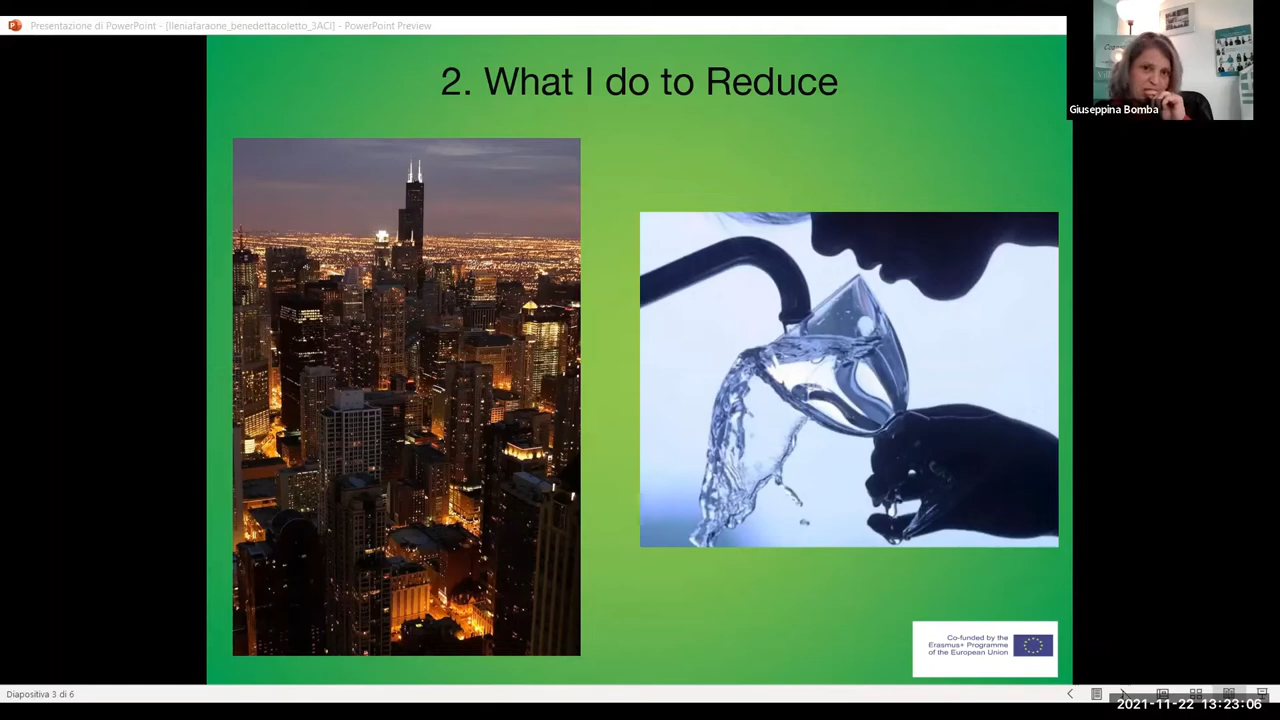 Presentazione di PowerPoint - [Ileniafaraone_benedettacoletto_3ACI] - PowerPoint Preview
Giuseppina Bomba
2. What I do to Reduce
Co-funded by the
Erasmus+ Programme
of the European Union
Diapositiva 3 di 6
2021-11-22 13:23:06